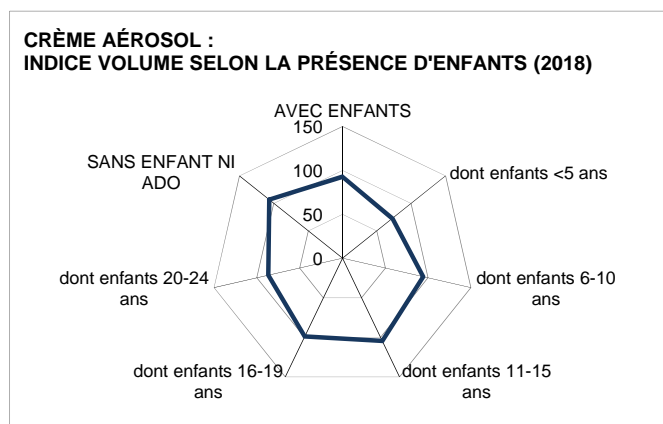 CRÈME AÉROSOL :
INDICE VOLUME SELON LA PRÉSENCE D'ENFANTS (2018)
AVEC ENFANTS
150
100
50
0
dont enfants <5 ans
dont enfants 6-10
ans
dont enfants 11-15
ans
dont enfants 16-19
ans
dont enfants 20-24
ans
SANS ENFANT NI
ADO